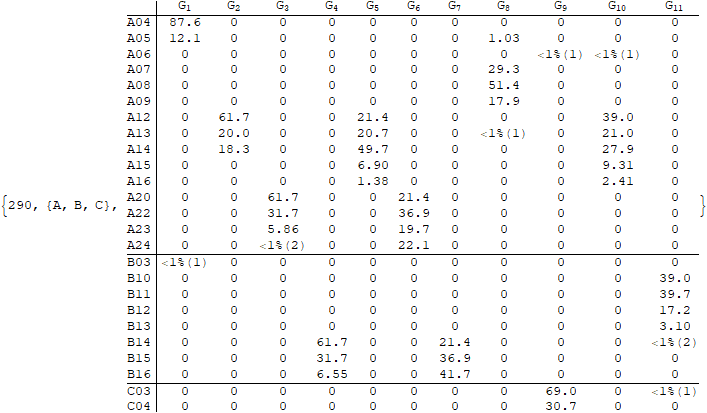 G1 G2 G3 G4 G5 G6 G7 G8 G9 G10 G11
A04 87.6 0 0 0 0 0 0 0 0 0 0
A05 12.1 0 0 0 0 0 0 1.03 0 0 0
A06 0 0 0 0 0 0 0 0 <1%(1) <1%(1) 0
A07 0 0 0 0 0 0 0 29.3 0 0 0
A08 0 0 0 0 0 0 0 51.4 0 0 0
A09 0 0 0 0 0 0 0 17.9 0 0 0
A12 0 61.7 0 0 21.4 0 0 0 0 39.0 0
A13 0 20.0 0 0 20.7 0 0 <1%(1) 0 21.0 0
A14 0 18.3 0 0 49.7 0 0 0 0 27.9 0
A15 0 0 0 0 6.90 0 0 0 0 9.31 0
A16 0 0 0 0 1.38 0 0 0 0 2.41 0
{290, {A, B, C}, A20 0 0 61.7 0 0 21.4 0 0 0 0 0 }
A22 0 0 31.7 0 0 36.9 0 0 0 0 0
A23 0 0 5.86 0 0 19.7 0 0 0 0 0
A24 0 0 <1%(2) 0 0 22.1 0 0 0 0 0
B03 <1%(1) 0 0 0 0 0 0 0 0 0 0
B10 0 0 0 0 0 0 0 0 0 0 39.0
B11 0 0 0 0 0 0 0 0 0 0 39.7
B12 0 0 0 0 0 0 0 0 0 0 17.2
B13 0 0 0 0 0 0 0 0 0 0 3.10
B14 0 0 0 61.7 0 0 21.4 0 0 0 <1%(2)
B15 0 0 0 31.7 0 0 36.9 0 0 0 0
B16 0 0 0 6.55 0 0 41.7 0 0 0 0
C03 0 0 0 0 0 0 0 0 69.0 0 <1%(1)
C04 0 0 0 0 0 0 0 0 30.7 0 0